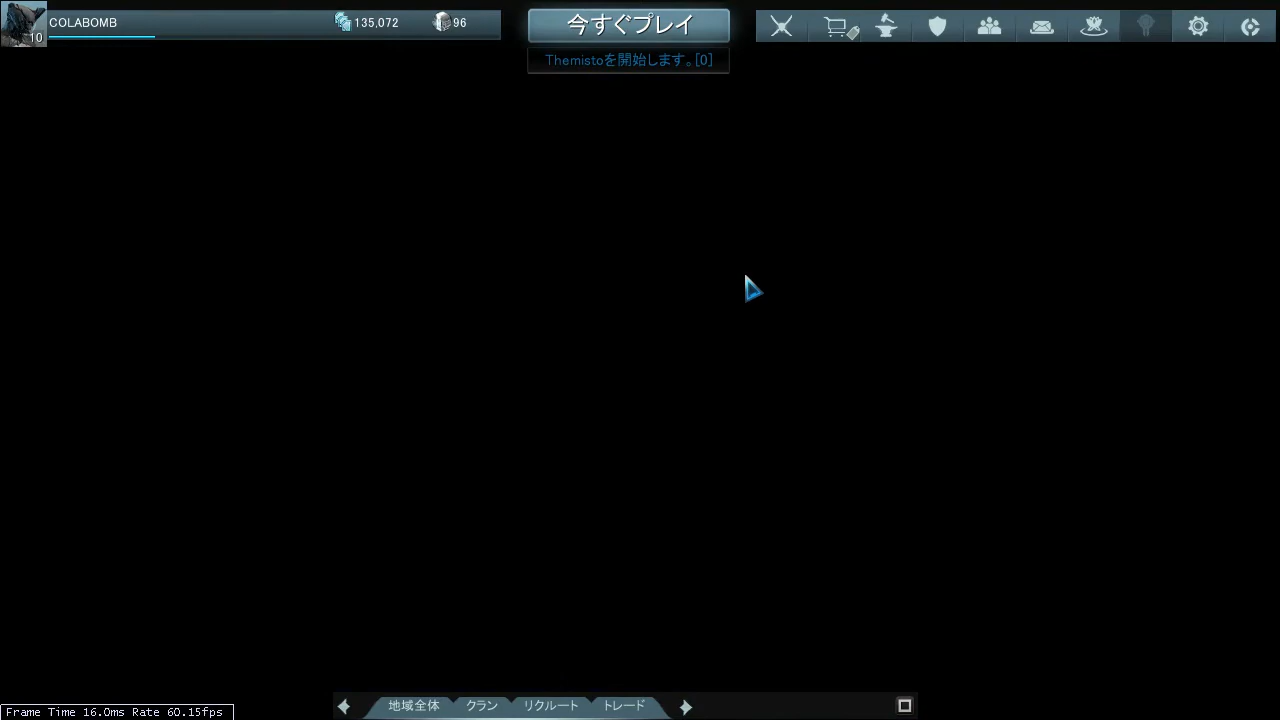 COLABOMB
10
135,072
96
今すぐプレイ
Themistoを開始します。[0]
地域全体
クラン
リクルート
トレード
Frame Time 16.0ms Rate 60.15fps